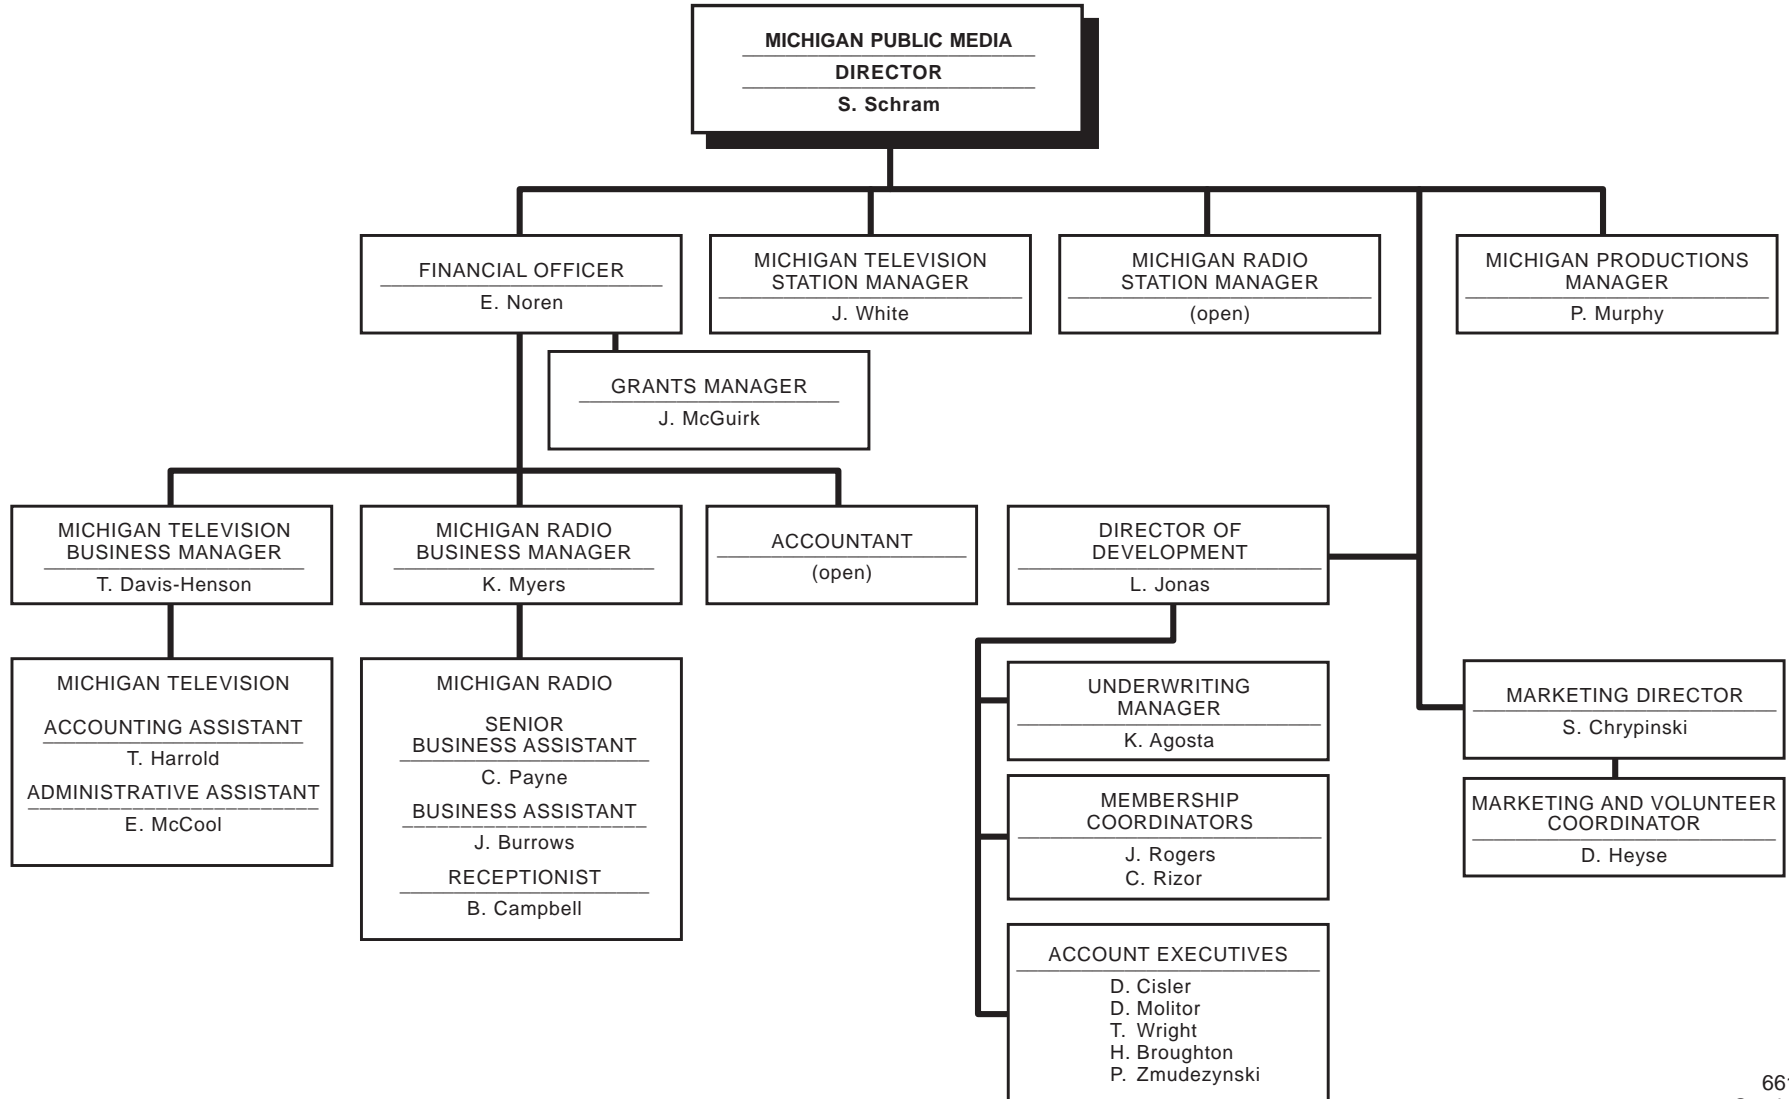 MICHIGAN PUBLIC MEDIA
DIRECTOR
S. Schram
FINANCIAL OFFICER
E. Noren
MICHIGAN TELEVISION
STATION MANAGER
J. White
MICHIGAN RADIO
STATION MANAGER
(open)
MICHIGAN PRODUCTIONS
MANAGER
P. Murphy
GRANTS MANAGER
J. McGuirk
MICHIGAN TELEVISION
BUSINESS MANAGER
T. Davis-Henson
MICHIGAN RADIO
BUSINESS MANAGER
K. Myers
ACCOUNTANT
(open)
DIRECTOR OF
DEVELOPMENT
L. Jonas
MICHIGAN TELEVISION
ACCOUNTING ASSISTANT
T. Harrold
ADMINISTRATIVE ASSISTANT
E. McCool
MICHIGAN RADIO
SENIOR
BUSINESS ASSISTANT
C. Payne
BUSINESS ASSISTANT
J. Burrows
RECEPTIONIST
B. Campbell
UNDERWRITING
MANAGER
K. Agosta
MEMBERSHIP
COORDINATORS
J. Rogers
C. Rizor
ACCOUNT EXECUTIVES
D. Cisler
D. Molitor
T. Wright
H. Broughton
P. Zmudezynski
MARKETING DIRECTOR
S. Chrypinski
MARKETING AND VOLUNTEER
COORDINATOR
D. Heyse